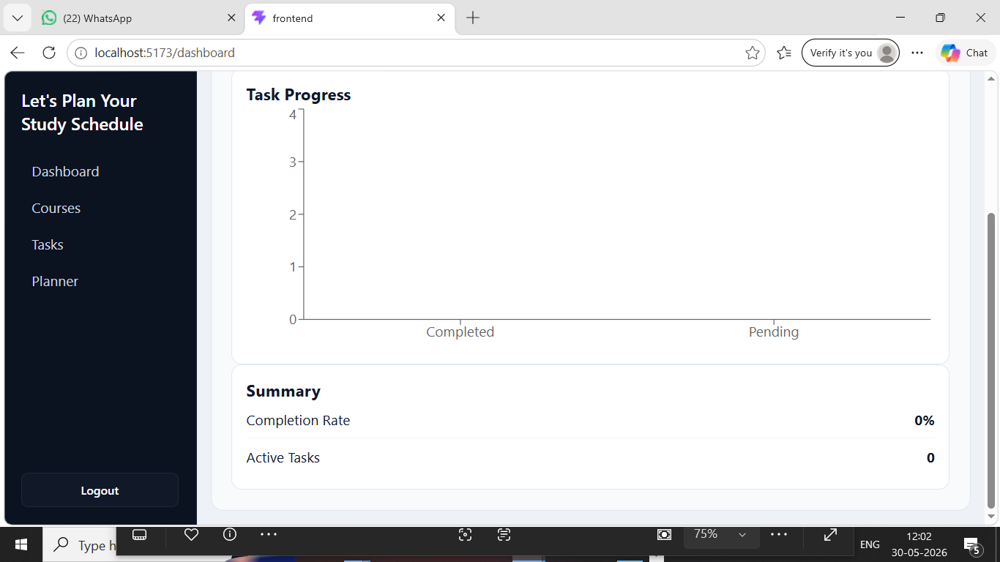 (22) WhatsApp
frontend
localhost:5173/dashboard
Verify it's you
Chat
Let's Plan Your
Study Schedule
Dashboard
Courses
Tasks
Planner
Logout
Task Progress
4
3
2
1
0
Completed
Pending
Summary
Completion Rate
0%
Active Tasks
0
Type h
75%
ENG
12:02
30-05-2026
5